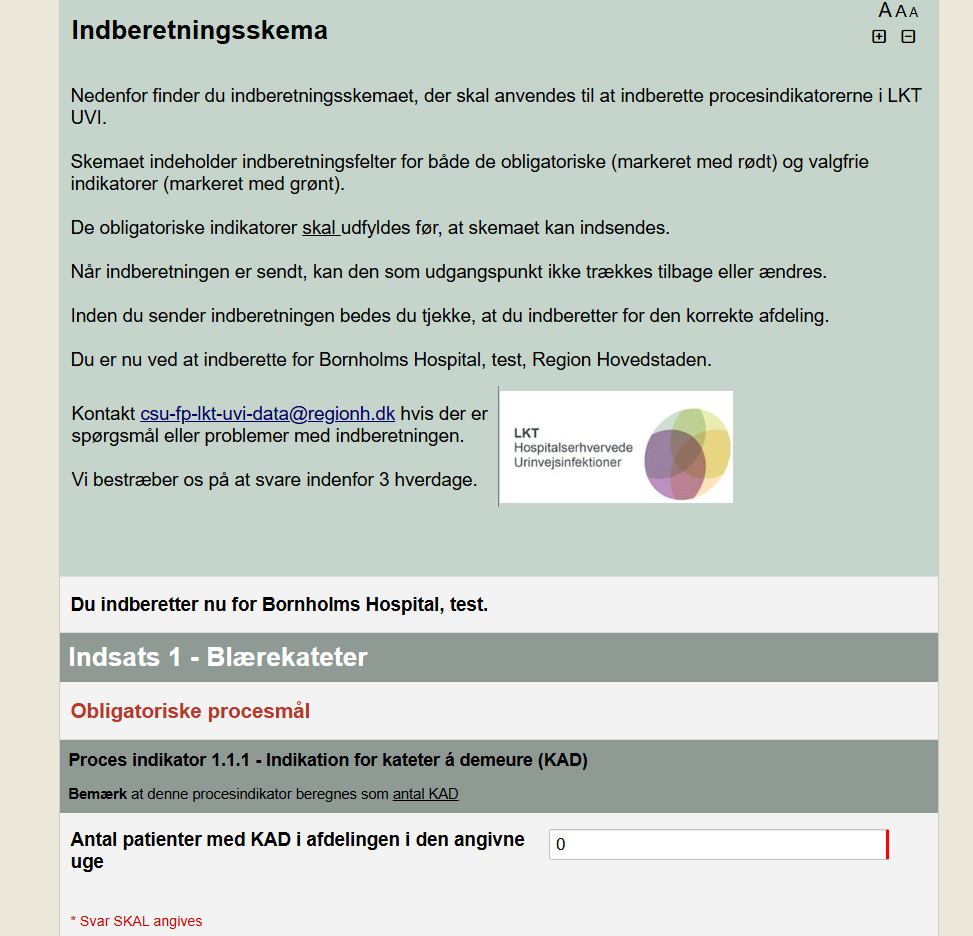 A A A
Indberetningsskema
Nedenfor finder du indberetningsskemaet, der skal anvendes til at indberette procesindikatorerne i LKT
UVI.
Skemaet indeholder indberetningsfelter for både de obligatoriske (markeret med rødt) og valgfrie
indikatorer (markeret med grønt).
De obligatoriske indikatorer skal udfyldes før, at skemaet kan indsendes.
Når indberetningen er sendt, kan den som udgangspunkt ikke trækkes tilbage eller ændres.
Inden du sender indberetningen bedes du tjekke, at du indberetter for den korrekte afdeling.
Du er nu ved at indberette for Bornholms Hospital, test, Region Hovedstaden.
Kontakt csu-fp-lkt-uvi-data@regionh.dk hvis der er
spørgsmål eller problemer med indberetningen.
Vi bestræber os på at svare indenfor 3 hverdage.
LKT
Hospitalserhvervede
Urinvejsinfektioner
Du indberetter nu for Bornholms Hospital, test.
Indsats 1 - Blærekateter
Obligatoriske procesmål
Proces indikator 1.1.1 - Indikation for kateter á demeure (KAD)
Bemærk at denne procesindikator beregnes som antal KAD
Antal patienter med KAD i afdelingen i den angivne
uge
0
* Svar SKAL angives